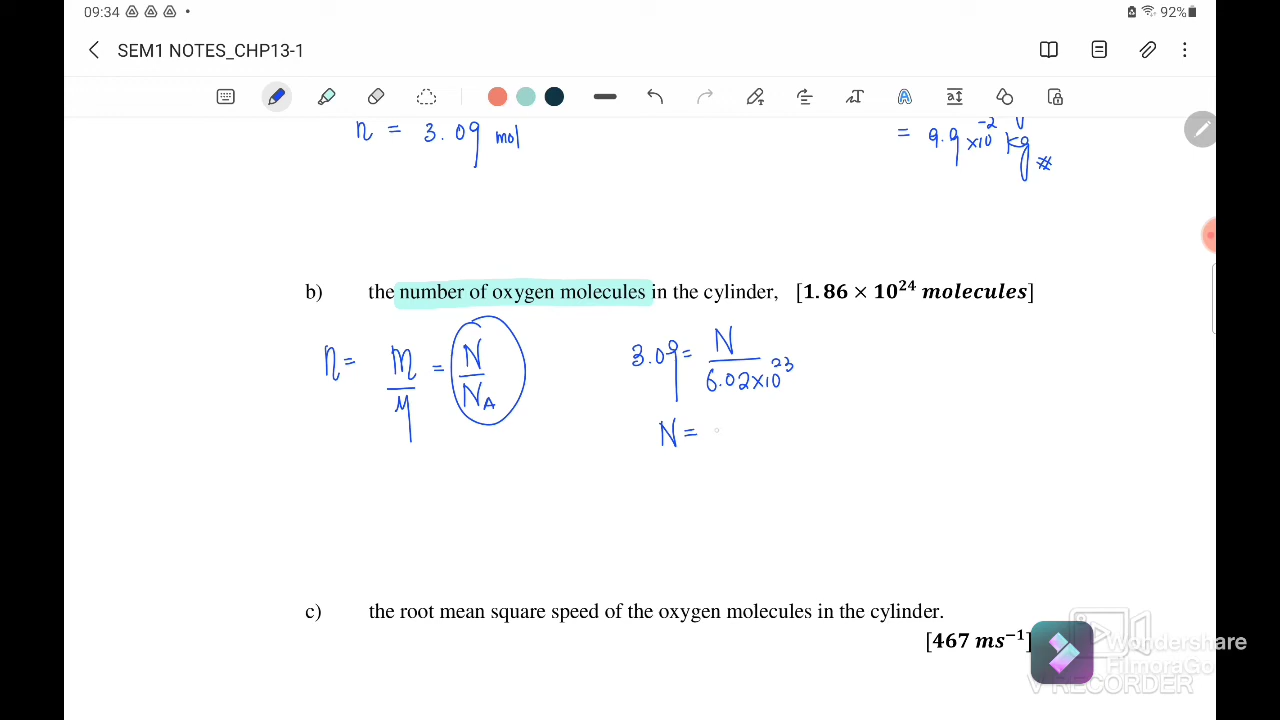 09:34 92%
SEM1 NOTES_CHP13-1
n = 3.09 mol
= 9.9 x10^-2 kg #
b) the number of oxygen molecules in the cylinder, [1.86 × 10^24 molecules]
n = m/M = N/N_A
3.09 = N/6.02x10^23
N =
c) the root mean square speed of the oxygen molecules in the cylinder.
[467 ms^−1]
Wondershare
FilmoraGo
V RECORDER